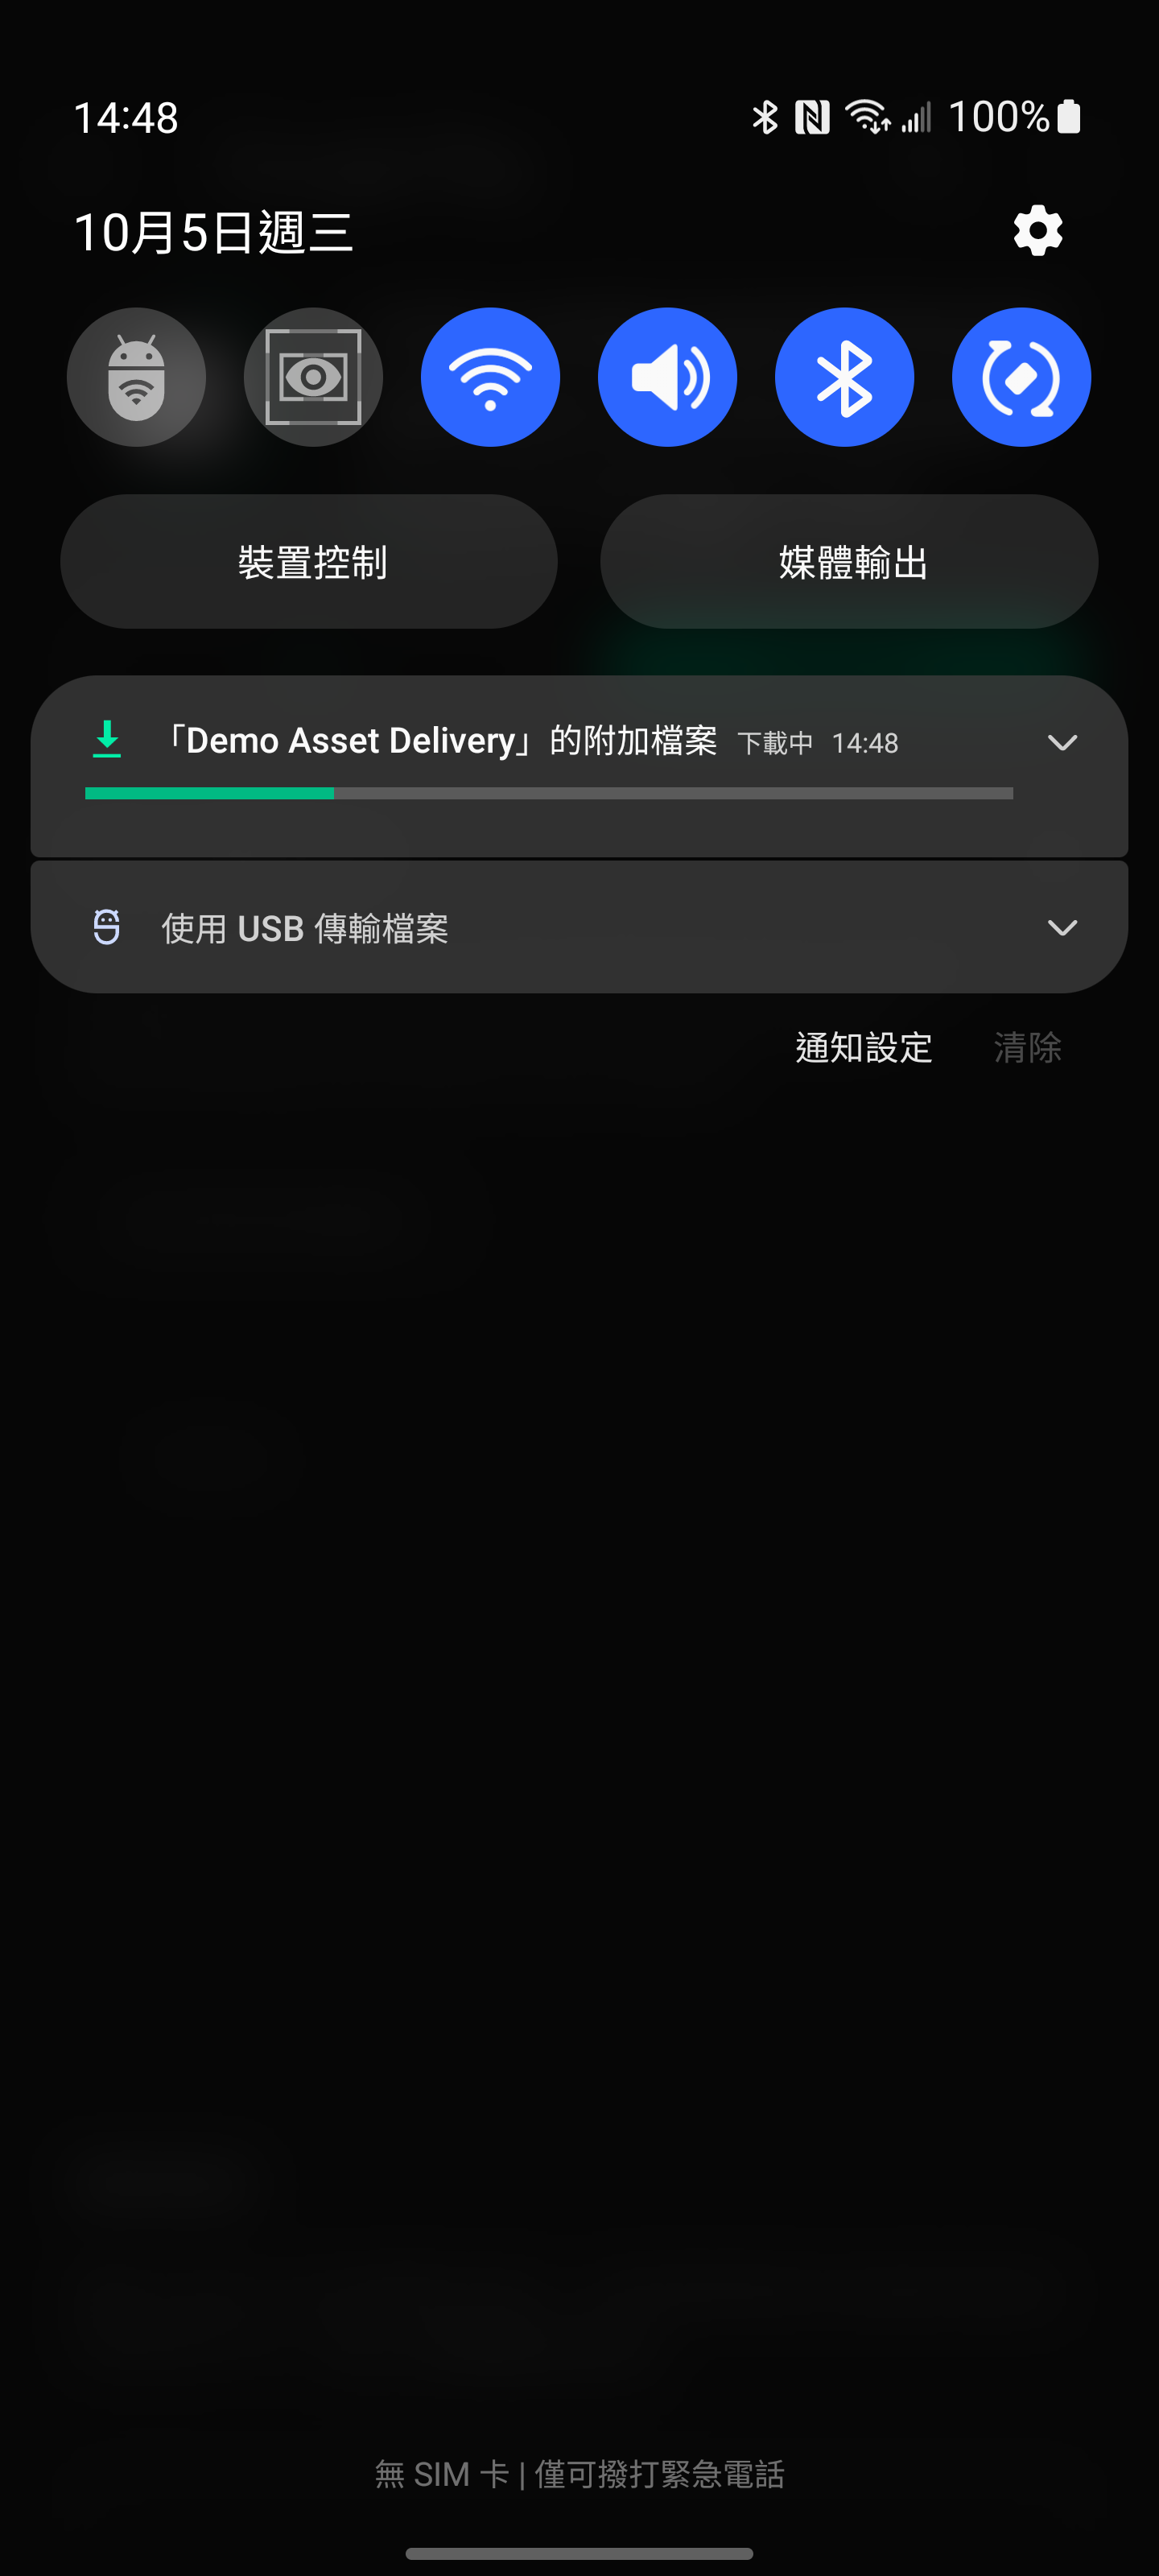 14:48 100%
10月5日週三
裝置控制 媒體輸出
「Demo Asset Delivery」的附加檔案 下載中 14:48
使用 USB 傳輸檔案
通知設定 清除
無 SIM 卡 | 僅可撥打緊急電話